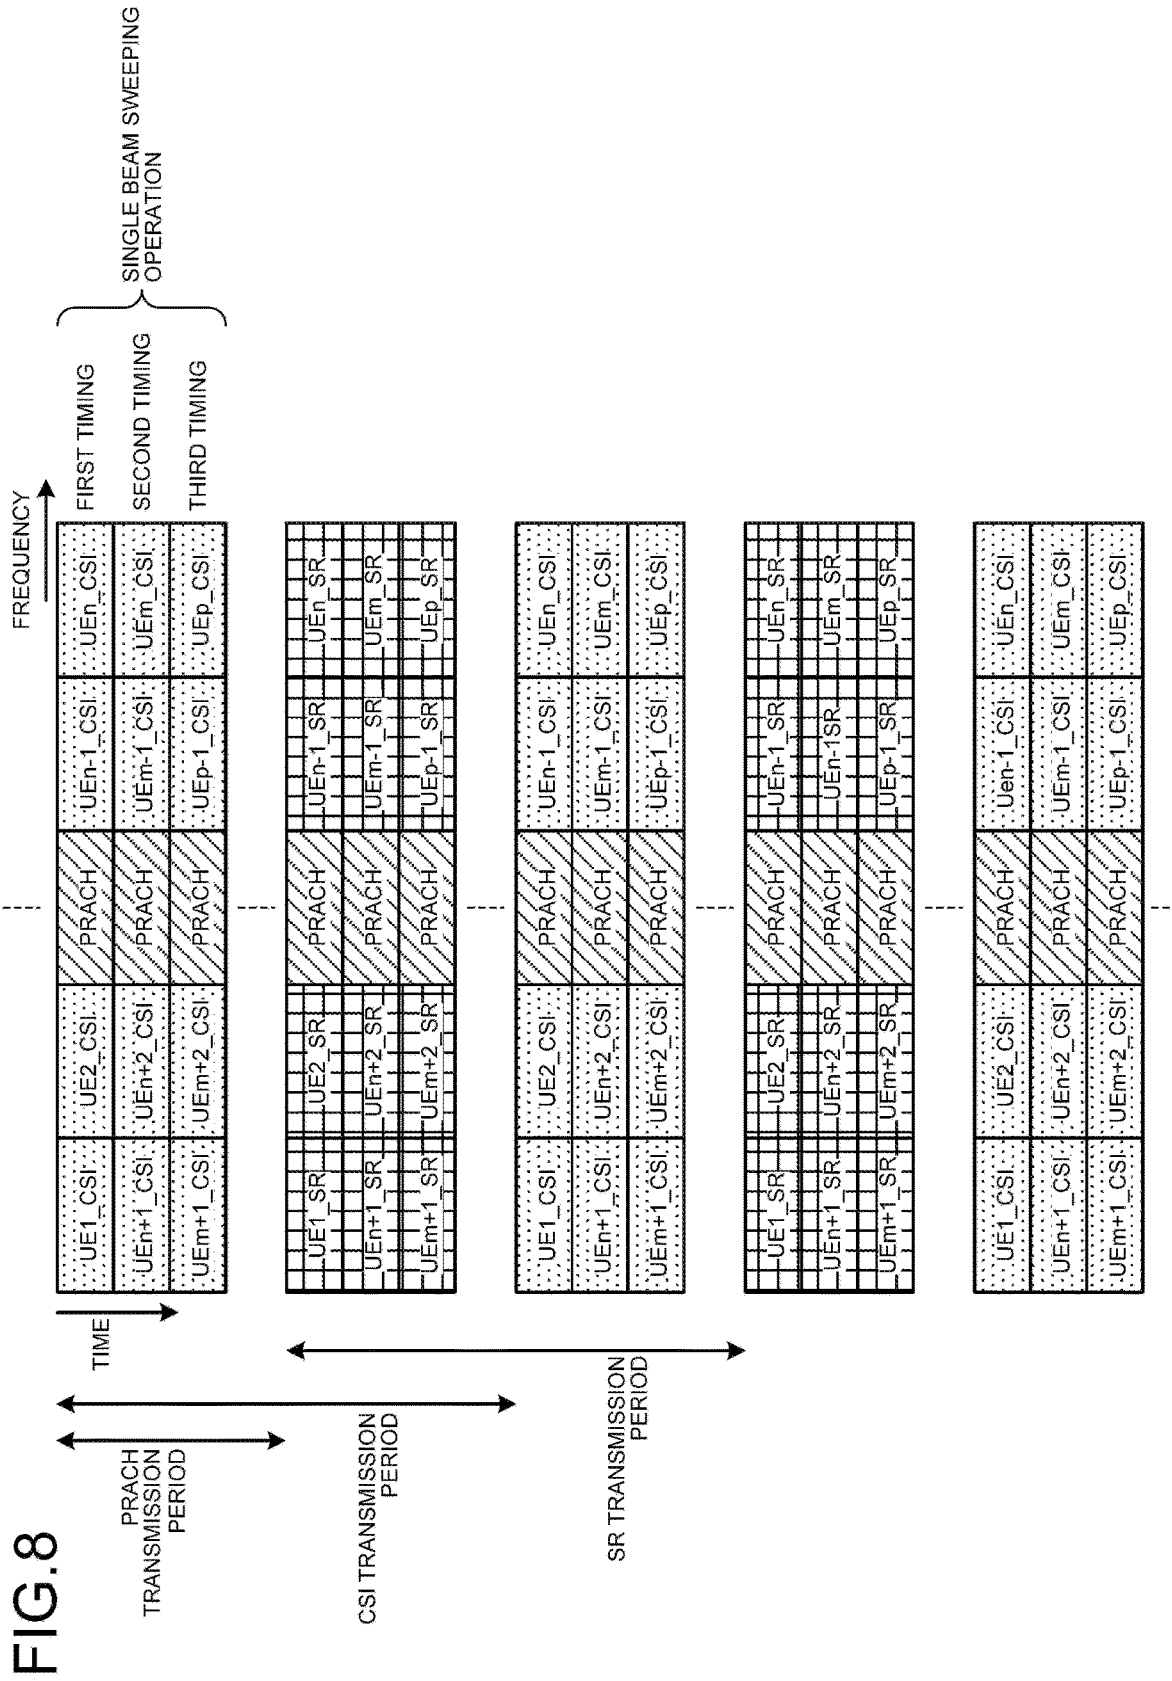 FIG.8
FREQUENCY
TIME
FIRST TIMING
SECOND TIMING
THIRD TIMING
SINGLE BEAM SWEEPING
OPERATION
PRACH
TRANSMISSION
PERIOD
CSI TRANSMISSION
PERIOD
SR TRANSMISSION
PERIOD
UE1_CSI UE2_CSI PRACH UEn-1_CSI UEn_CSI
UEn+1_CSI UEn+2_CSI PRACH UEm-1_CSI UEm_CSI
UEm+1_CSI UEm+2_CSI PRACH UEp-1_CSI UEp_CSI
UE1_SR UE2_SR PRACH UEn-1_SR UEn_SR
UEn+1_SR UEn+2_SR PRACH UEm-1_SR UEm_SR
UEm+1_SR UEm+2_SR PRACH UEp-1_SR UEp_SR
UE1_CSI UE2_CSI PRACH UEn-1_CSI UEn_CSI
UEn+1_CSI UEn+2_CSI PRACH UEm-1_CSI UEm_CSI
UEm+1_CSI UEm+2_CSI PRACH UEp-1_CSI UEp_CSI
UE1_SR UE2_SR PRACH UEn-1_SR UEn_SR
UEn+1_SR UEn+2_SR PRACH UEn-1SR UEm_SR
UEm+1_SR UEm+2_SR PRACH UEp-1_SR UEp_SR
UE1_CSI UE2_CSI PRACH Uen-1_CSI UEn_CSI
UEn+1_CSI UEn+2_CSI PRACH UEm-1_CSI UEm_CSI
UEm+1_CSI UEm+2_CSI PRACH UEp-1_CSI UEp_CSI